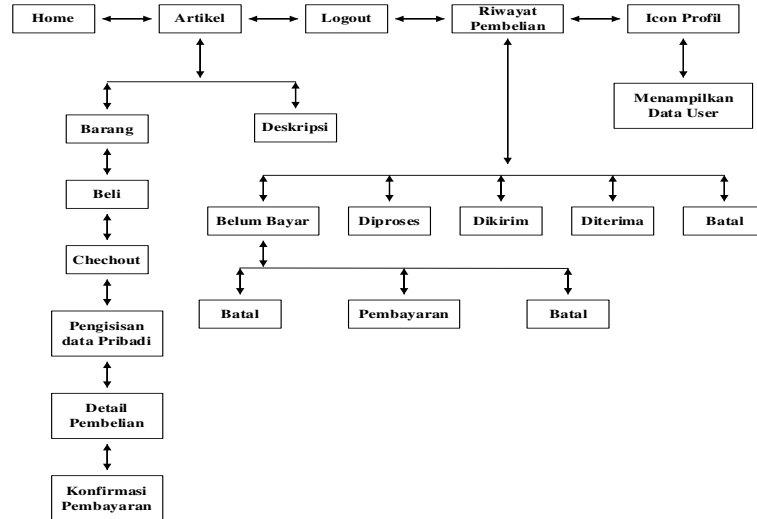 Home
Artikel
Logout
Riwayat
Pembelian
Icon Profil
Menampilkan
Data User
Barang
Deskripsi
Beli
Belum Bayar
Diproses
Dikirim
Diterima
Batal
Chechout
Batal
Pembayaran
Batal
Pengisisan
data Pribadi
Detail
Pembelian
Konfirmasi
Pembayaran